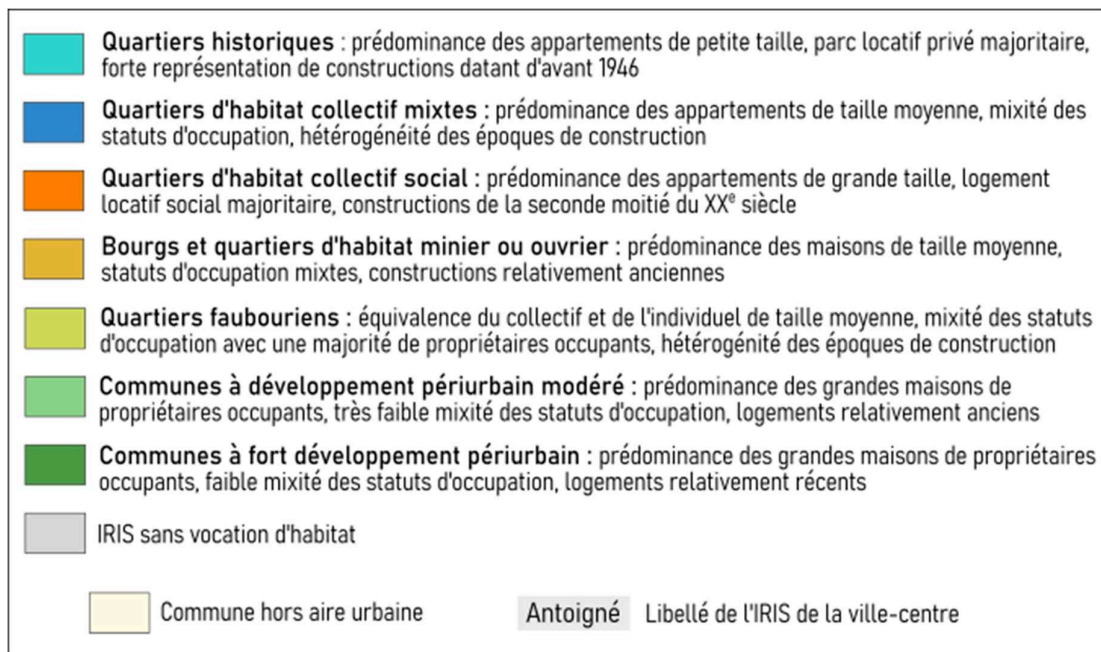 Quartiers historiques : prédominance des appartements de petite taille, parc locatif privé majoritaire,
forte représentation de constructions datant d'avant 1946
Quartiers d'habitat collectif mixtes : prédominance des appartements de taille moyenne, mixité des
statuts d'occupation, hétérogénéité des époques de construction
Quartiers d'habitat collectif social : prédominance des appartements de grande taille, logement
locatif social majoritaire, constructions de la seconde moitié du XXe siècle
Bourgs et quartiers d'habitat minier ou ouvrier : prédominance des maisons de taille moyenne,
statuts d'occupation mixtes, constructions relativement anciennes
Quartiers faubouriens : équivalence du collectif et de l'individuel de taille moyenne, mixité des statuts
d'occupation avec une majorité de propriétaires occupants, hétérogénité des époques de construction
Communes à développement périurbain modéré : prédominance des grandes maisons de
propriétaires occupants, très faible mixité des statuts d'occupation, logements relativement anciens
Communes à fort développement périurbain : prédominance des grandes maisons de propriétaires
occupants, faible mixité des statuts d'occupation, logements relativement récents
IRIS sans vocation d'habitat
Commune hors aire urbaine
Antoigné Libellé de l'IRIS de la ville-centre